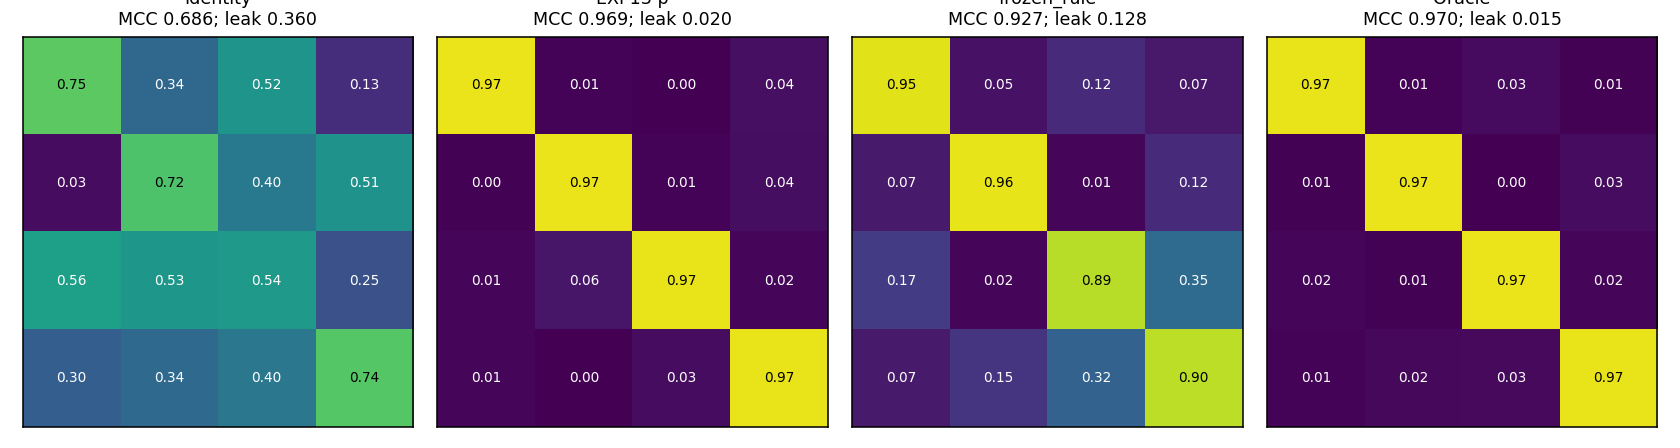 MCC 0.686; leak 0.360
MCC 0.969; leak 0.020
MCC 0.927; leak 0.128
MCC 0.970; leak 0.015
0.75 0.34 0.52 0.13 0.97 0.01 0.00 0.04 0.95 0.05 0.12 0.07 0.97 0.01 0.03 0.01
0.03 0.72 0.40 0.51 0.00 0.97 0.01 0.04 0.07 0.96 0.01 0.12 0.01 0.97 0.00 0.03
0.56 0.53 0.54 0.25 0.01 0.06 0.97 0.02 0.17 0.02 0.89 0.35 0.02 0.01 0.97 0.02
0.30 0.34 0.40 0.74 0.01 0.00 0.03 0.97 0.07 0.15 0.32 0.90 0.01 0.02 0.03 0.97